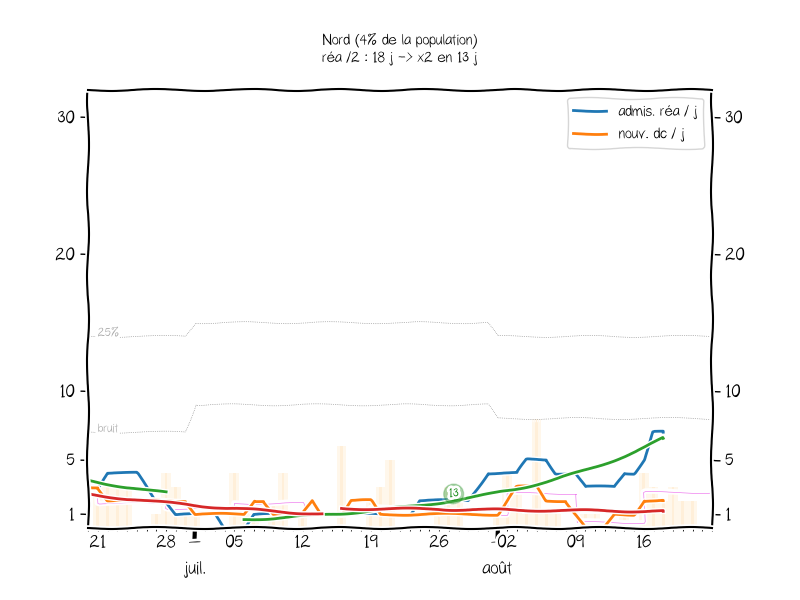 Nord (4% de la population)
réa /2 : 18 j -> x2 en 13 j
admis. réa / j
nouv. dc / j
30 30
20 20
25%
10 10
bruit
5 5
13
1 1
21 28 05 12 19 26 02 09 16
juil. août